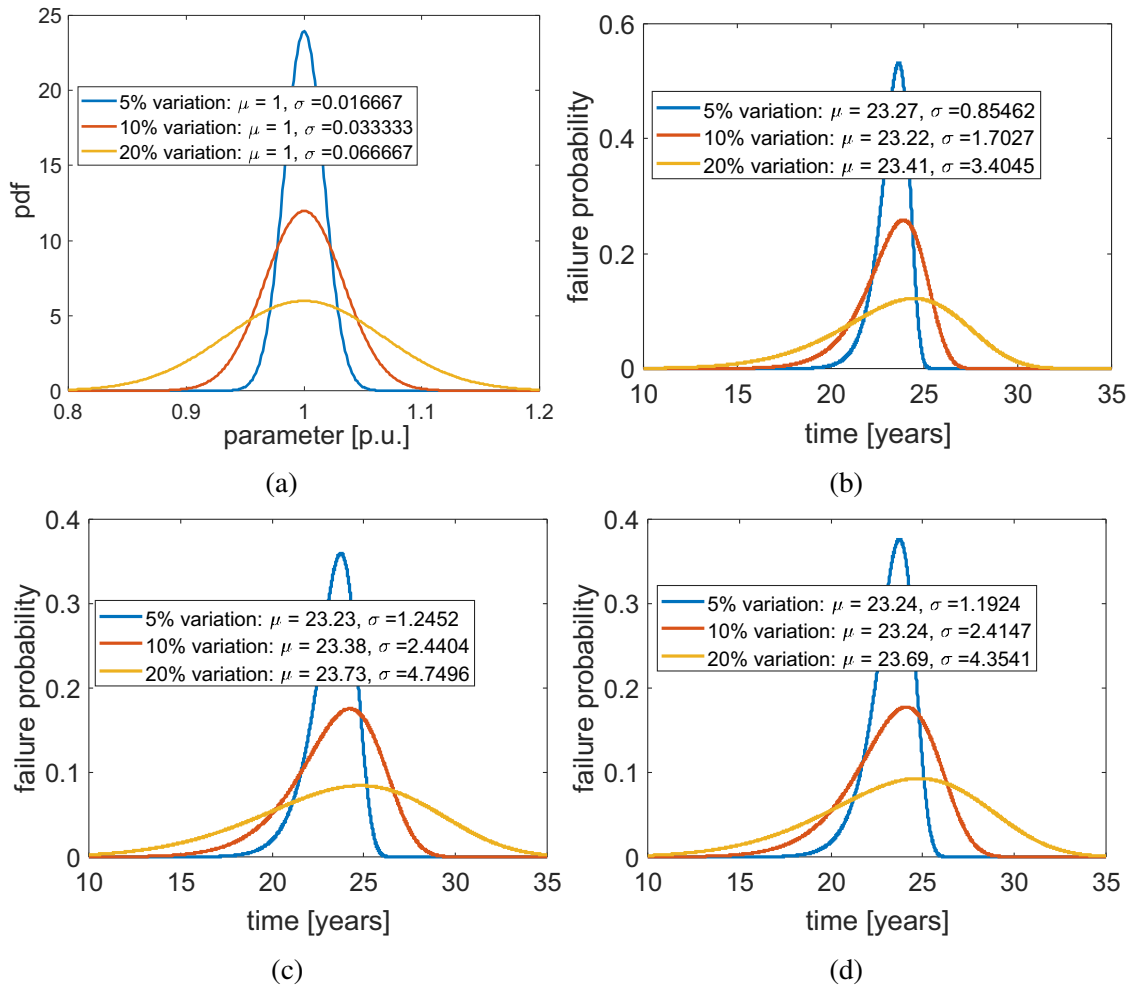 25
20
15
10
5
0
pdf
5% variation: μ = 1, σ =0.016667
10% variation: μ = 1, σ =0.033333
20% variation: μ = 1, σ =0.066667
0.8 0.9 1 1.1 1.2
parameter [p.u.]
(a)
0.6
0.4
0.2
0
failure probability
5% variation: μ = 23.27, σ =0.85462
10% variation: μ = 23.22, σ =1.7027
20% variation: μ = 23.41, σ =3.4045
10 15 20 25 30 35
time [years]
(b)
0.4
0.3
0.2
0.1
0
failure probability
5% variation: μ = 23.23, σ =1.2452
10% variation: μ = 23.38, σ =2.4404
20% variation: μ = 23.73, σ =4.7496
10 15 20 25 30 35
time [years]
(c)
0.4
0.3
0.2
0.1
0
failure probability
5% variation: μ = 23.24, σ =1.1924
10% variation: μ = 23.24, σ =2.4147
20% variation: μ = 23.69, σ =4.3541
10 15 20 25 30 35
time [years]
(d)